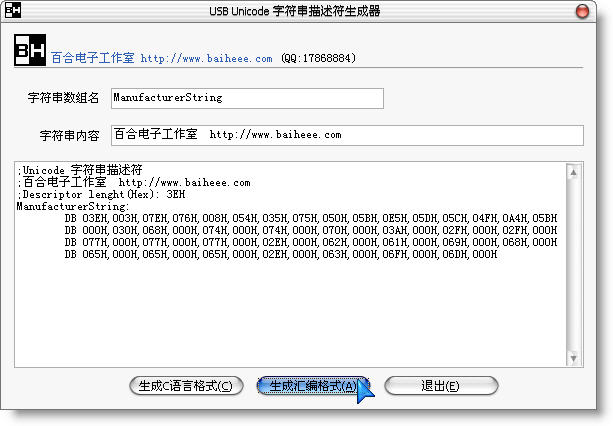 USB Unicode 字符串描述符生成器
BH 百合电子工作室 http://www.baiheee.com (QQ:17868884)
字符串数组名 ManufacturerString
字符串内容 百合电子工作室 http://www.baiheee.com
;Unicode 字符串描述符
;百合电子工作室 http://www.baiheee.com
;Descriptor lenght(Hex): 3EH
ManufacturerString:
DB 03EH,003H,07EH,076H,008H,054H,035H,075H,050H,05BH,0E5H,05DH,05CH,04FH,0A4H,05BH
DB 000H,030H,068H,000H,074H,000H,074H,000H,070H,000H,03AH,000H,02FH,000H,02FH,000H
DB 077H,000H,077H,000H,077H,000H,02EH,000H,062H,000H,061H,000H,069H,000H,068H,000H
DB 065H,000H,065H,000H,065H,000H,02EH,000H,063H,000H,06FH,000H,06DH,000H
生成C语言格式(C) 生成汇编格式(A) 退出(E)